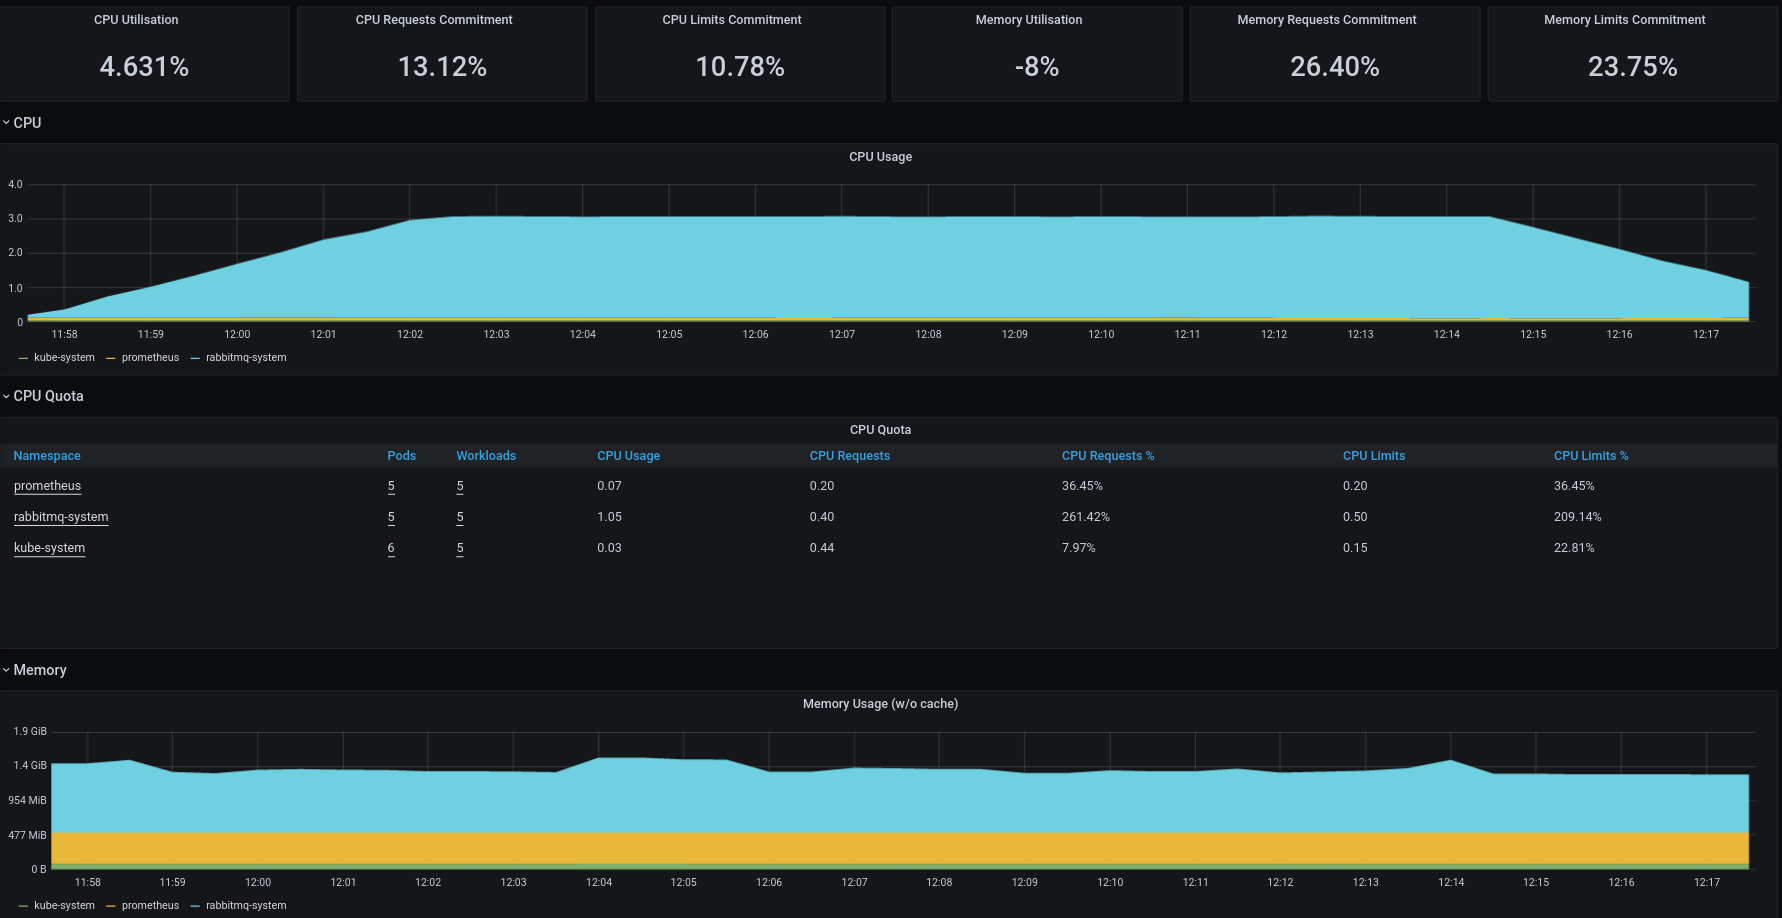 CPU Utilisation CPU Requests Commitment CPU Limits Commitment Memory Utilisation Memory Requests Commitment Memory Limits Commitment
4.631% 13.12% 10.78% -8% 26.40% 23.75%
CPU
CPU Usage
4.0
3.0
2.0
1.0
0
11:58 11:59 12:00 12:01 12:02 12:03 12:04 12:05 12:06 12:07 12:08 12:09 12:10 12:11 12:12 12:13 12:14 12:15 12:16 12:17
kube-system prometheus rabbitmq-system
CPU Quota
CPU Quota
Namespace Pods Workloads CPU Usage CPU Requests CPU Requests % CPU Limits CPU Limits %
prometheus 5 5 0.07 0.20 36.45% 0.20 36.45%
rabbitmq-system 5 5 1.05 0.40 261.42% 0.50 209.14%
kube-system 6 5 0.03 0.44 7.97% 0.15 22.81%
Memory
Memory Usage (w/o cache)
1.9 GiB
1.4 GiB
954 MiB
477 MiB
0 B
11:58 11:59 12:00 12:01 12:02 12:03 12:04 12:05 12:06 12:07 12:08 12:09 12:10 12:11 12:12 12:13 12:14 12:15 12:16 12:17
kube-system prometheus rabbitmq-system